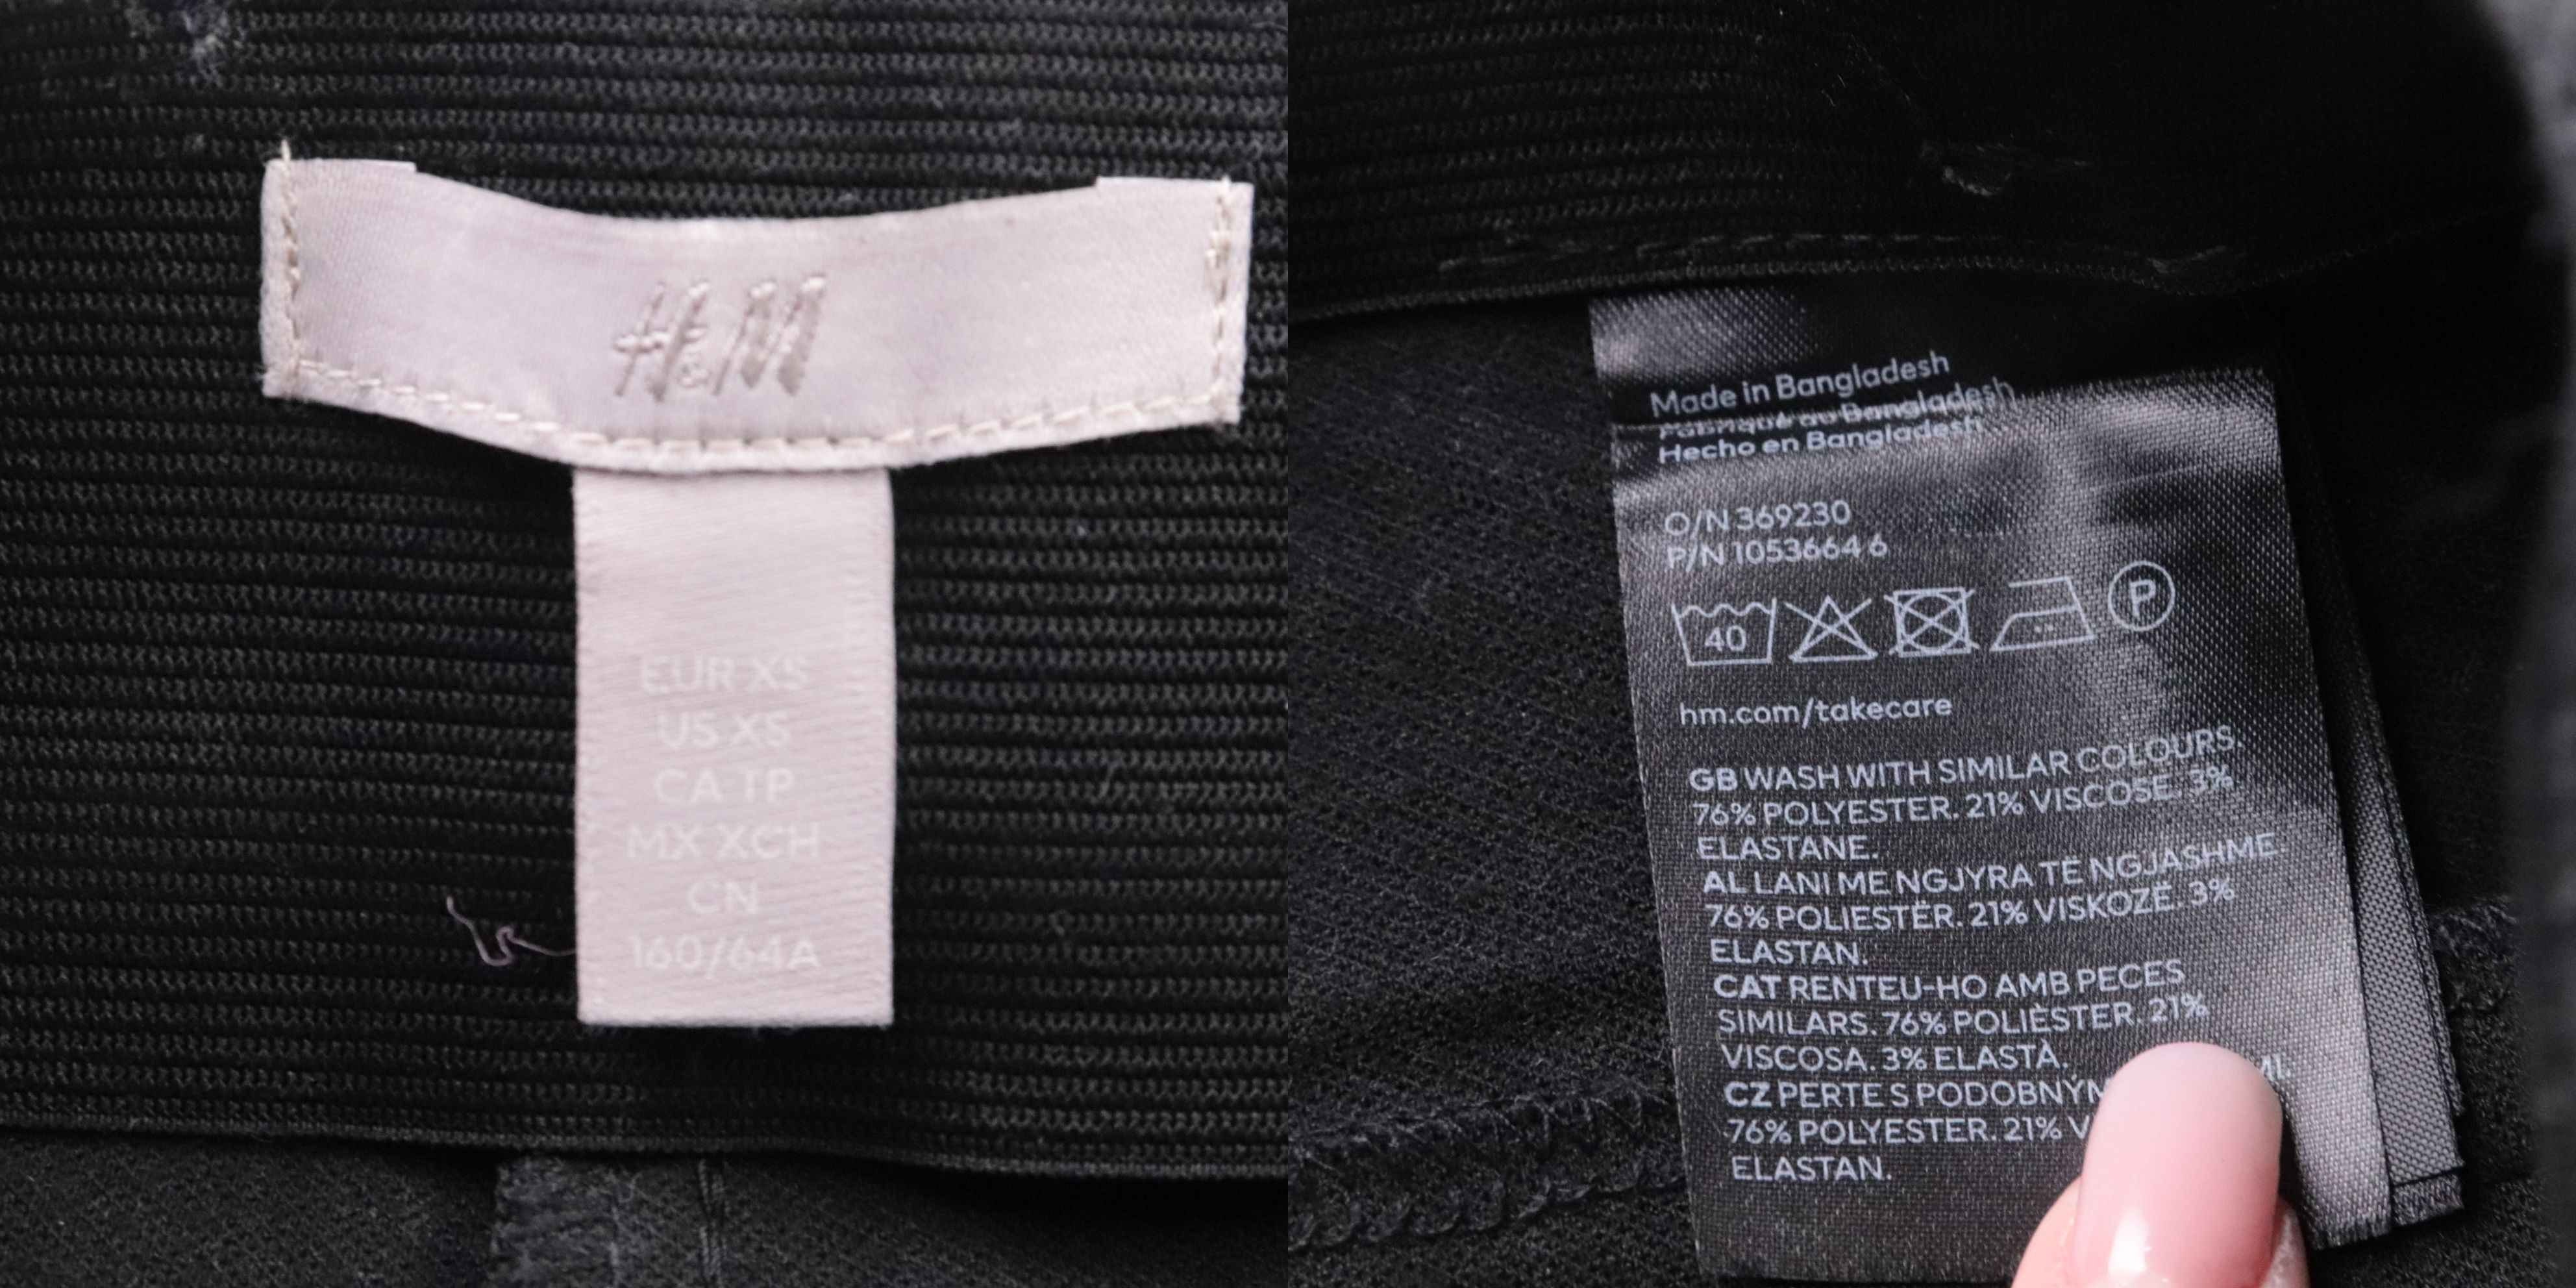 H&M
EUR XS
US XS
CA TP
MX XCH
CN
160/64A
Made in Bangladesh
Fabriqué au Bangladesh
Hecho en Bangladesh
O/N 369230
P/N 10536646
40
P
hm.com/takecare
GB WASH WITH SIMILAR COLOURS.
76% POLYESTER. 21% VISCOSE. 3%
ELASTANE.
AL LANI ME NGJYRA TË NGJASHME.
76% POLIESTËR. 21% VISKOZË. 3%
ELASTAN.
CAT RENTEU-HO AMB PECES
SIMILARS. 76% POLIÈSTER. 21%
VISCOSA. 3% ELASTÀ.
CZ PERTE S PODOBNÝM
76% POLYESTER. 21% V
ELASTAN.